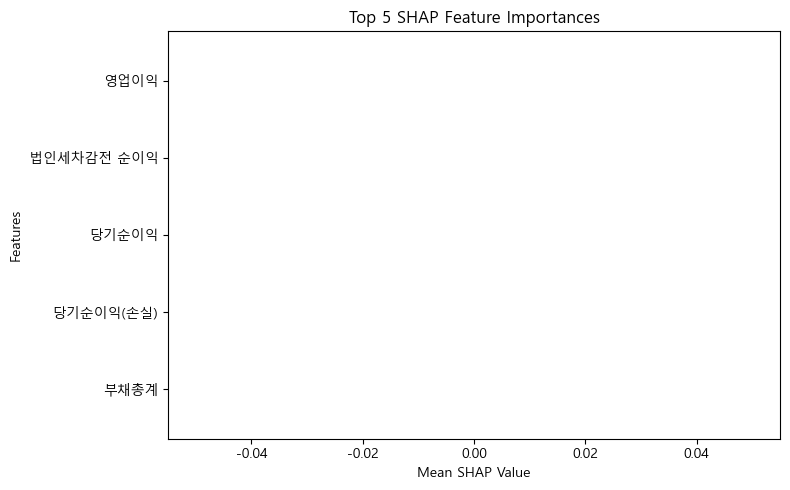 Top 5 SHAP Feature Importances
영업이익
법인세차감전 순이익
당기순이익
당기순이익(손실)
부채총계
Features
-0.04 -0.02 0.00 0.02 0.04
Mean SHAP Value